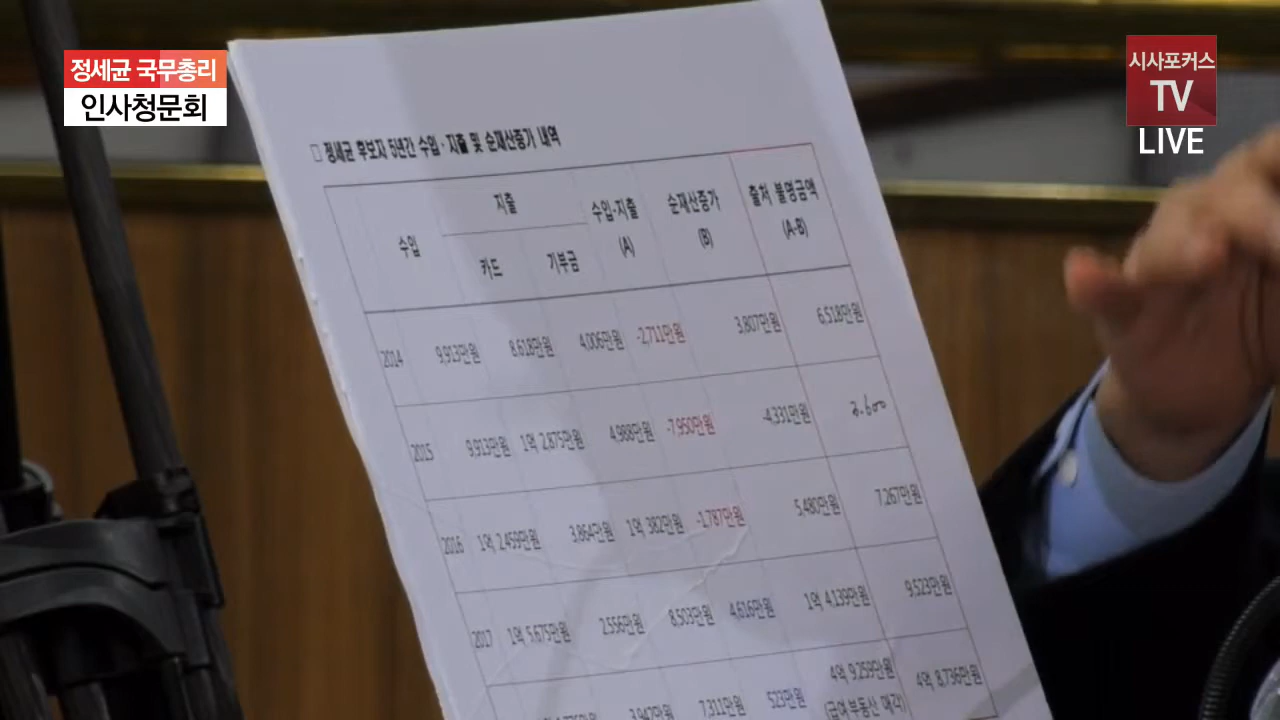 정세균 국무총리
인사청문회
시사포커스
TV
LIVE
□ 정세균 후보자 5년간 수입·지출 및 순재산증가 내역
수입 지출 수입-지출 (A) 순재산증가 (B) 출처 불명금액 (A-B)
카드 기부금
2014 9,913만원 8,618만원 4,006만원 -2,711만원 3,807만원 6,518만원
2015 9,913만원 1억 2,875만원 4,988만원 -7,950만원 -4,331만원 3.600
2016 1억 2,459만원 3,864만원 1억 382만원 -1,787만원 5,480만원 7,267만원
2017 1억 5,675만원 2,556만원 8,503만원 4,616만원 1억 4,139만원 9,523만원
3,947만원 7,311만원 523만원 4억 9,259만원 4억 8,736만원